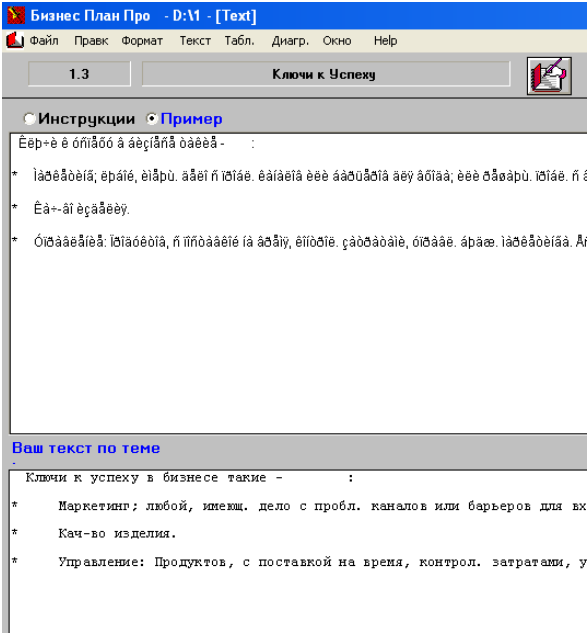 Бизнес План Про - D:\1 - [Text]
Файл Правк Формат Текст Табл. Диагр. Окно Help
1.3 Ключи к Успеху
Инструкции Пример
Êëþ÷è ê óñïåõó â áèçíåñå òàêèå - :
* Ìàðêåòèíã; ëþáîé, èìåþù. äåëî ñ ïðîáë. êàíàëîâ èëè áàðüåðîâ äëÿ âõîäà; èëè ðåøàþù. ïðîáë. ñ
* Êà÷-âî èçäåëèÿ.
* Óïðàâëåíèå: Ïðîäóêòîâ, ñ ïîñòàâêîé íà âðåìÿ, êîíòðîë. çàòðàòàìè, óïðàâë. áþäæ. ìàðêåòèíãà.
Ваш текст по теме
Ключи к успеху в бизнесе такие - :
* Маркетинг; любой, имеющ. дело с пробл. каналов или барьеров для вх
* Кач-во изделия.
* Управление: Продуктов, с поставкой на время, контрол. затратами, у